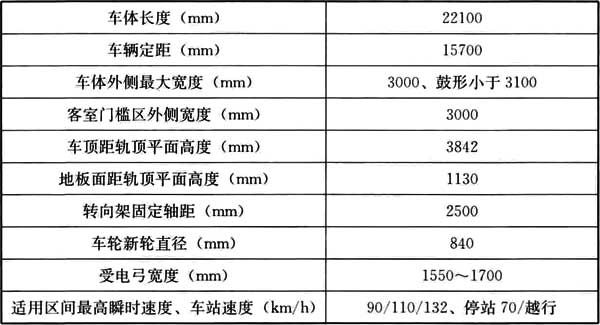 车体长度（mm） 22100
车辆定距（mm） 15700
车体外侧最大宽度（mm） 3000、鼓形小于 3100
客室门槛区外侧宽度（mm） 3000
车顶距轨顶平面高度（mm） 3842
地板面距轨顶平面高度（mm） 1130
转向架固定轴距（mm） 2500
车轮新轮直径（mm） 840
受电弓宽度（mm） 1550～1700
适用区间最高瞬时速度、车站速度（km/h） 90/110/132、停站 70/越行